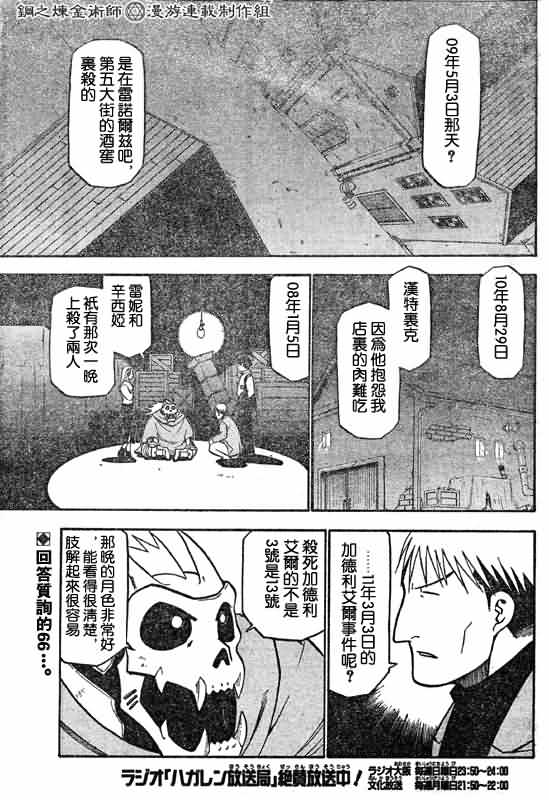 鋼之煉金術師 漫游連載制作組
09年5月3日那天？
是在雷諾爾茲吧,
第五大街的酒窖
裏殺的
10年8月29日
漢特裏克
因爲他抱怨我
店裏的肉難吃
08年1月5日
雷妮和
辛西婭
衹有那次一晚
上殺了兩人
……11年3月3日的
加德利艾爾事件呢？
殺死加德利
艾爾的不是
3號是13號
那晚的月色非常好
，能看得很清楚,
肢解起來很容易
◆回答質詢的66…。
ラジオ「ハガレン放送局」絶賛放送中！
ラジオ大阪 毎週日曜日23:50～24:00
文化放送 毎週月曜日21:50～22:00